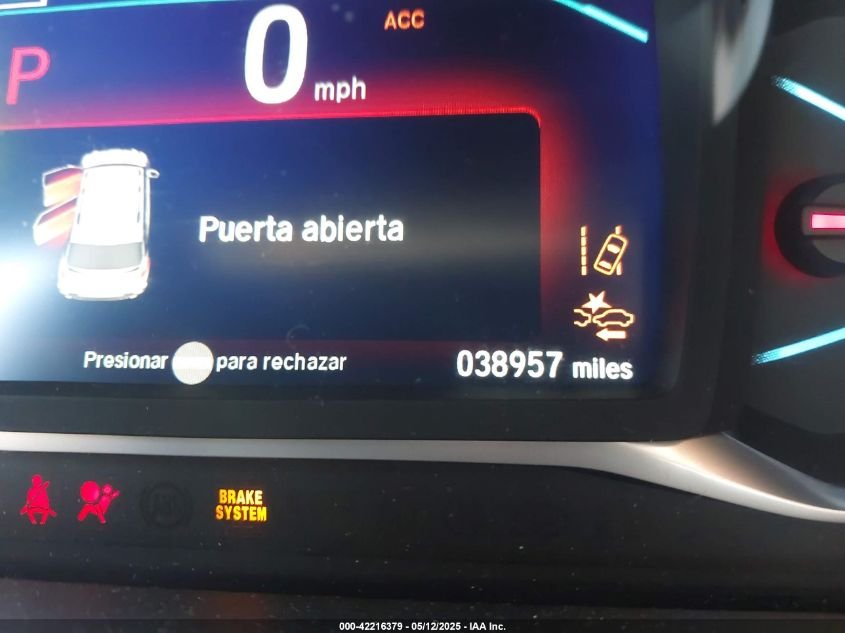 P
0 mph
ACC
Puerta abierta
Presionar para rechazar
038957 miles
BRAKE
SYSTEM
000-42216379 - 05/12/2025 - IAA Inc.